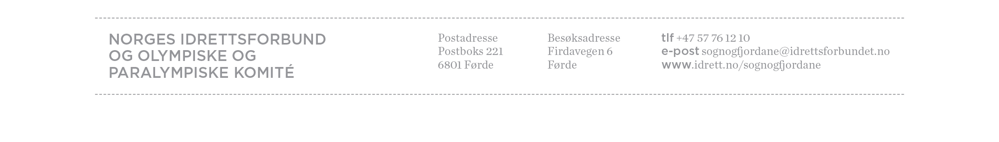 NORGES IDRETTSFORBUND
OG OLYMPISKE OG
PARALYMPISKE KOMITÉ
Postadresse
Postboks 221
6801 Førde
Besøksadresse
Firdavegen 6
Førde
tlf +47 57 76 12 10
e-post sognogfjordane@idrettsforbundet.no
www.idrett.no/sognogfjordane